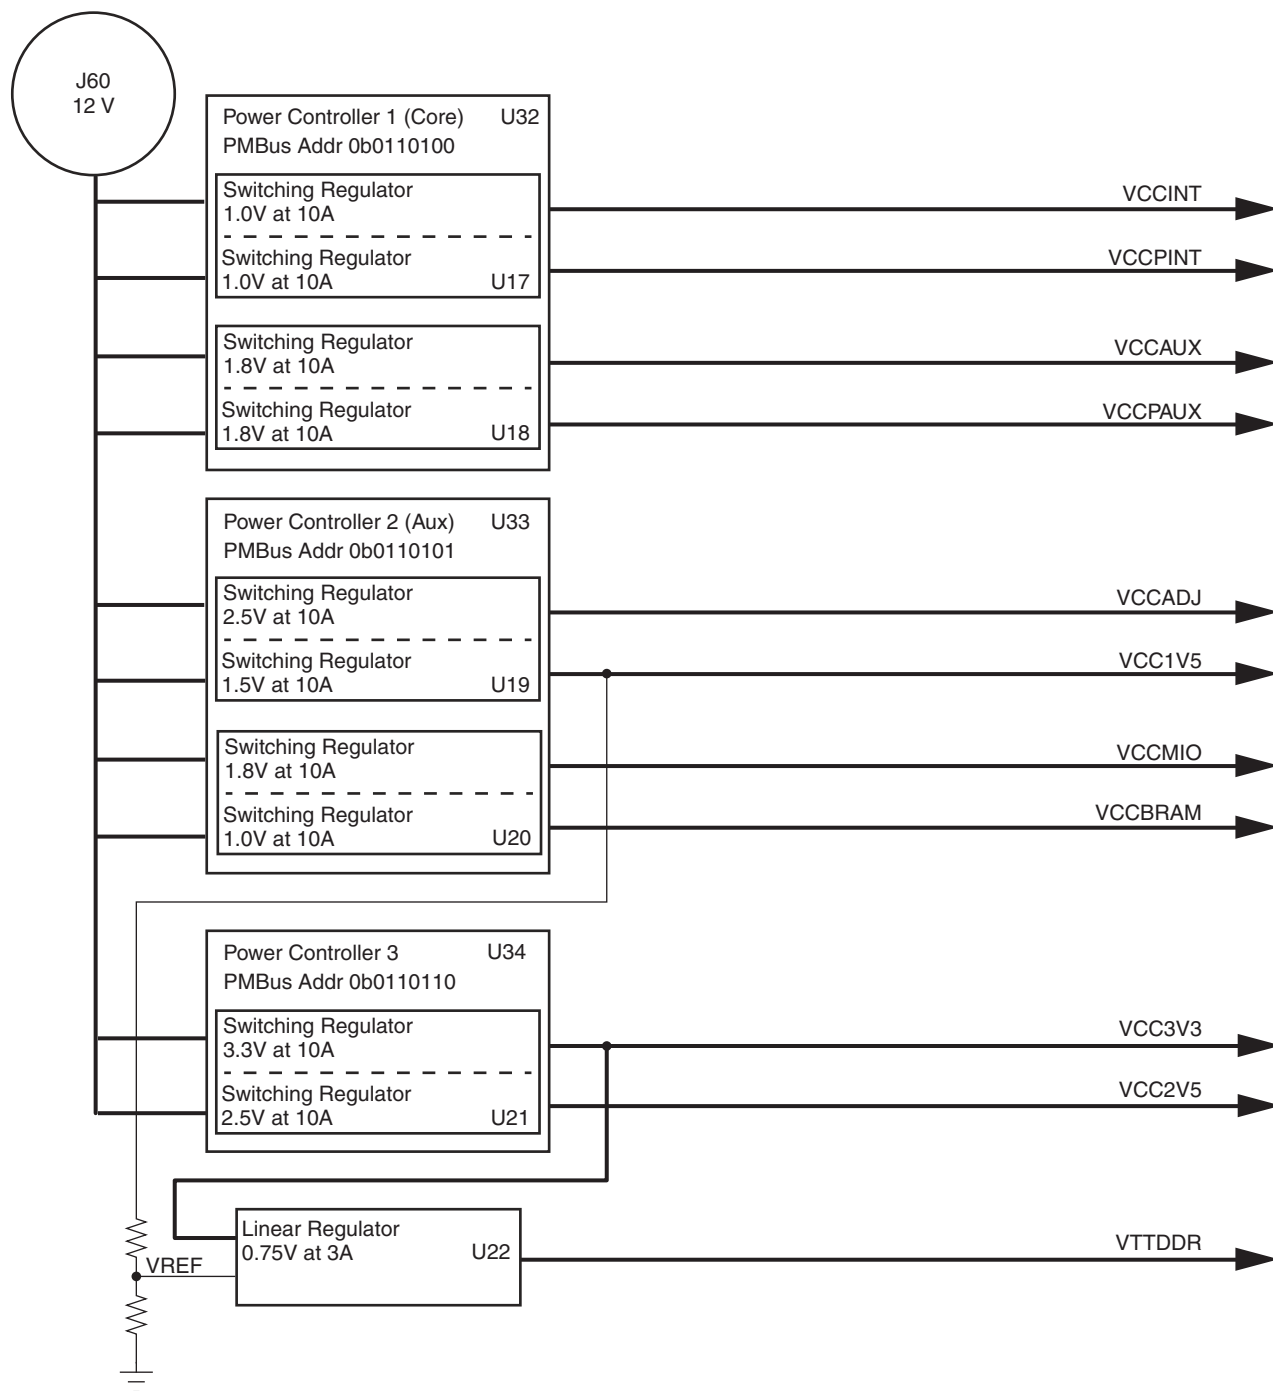 J60
12 V
Power Controller 1 (Core) U32
PMBus Addr 0b0110100
Switching Regulator
1.0V at 10A
VCCINT
Switching Regulator
1.0V at 10A U17
VCCPINT
Switching Regulator
1.8V at 10A
VCCAUX
Switching Regulator
1.8V at 10A U18
VCCPAUX
Power Controller 2 (Aux) U33
PMBus Addr 0b0110101
Switching Regulator
2.5V at 10A
VCCADJ
Switching Regulator
1.5V at 10A U19
VCC1V5
Switching Regulator
1.8V at 10A
VCCMIO
Switching Regulator
1.0V at 10A U20
VCCBRAM
Power Controller 3 U34
PMBus Addr 0b0110110
Switching Regulator
3.3V at 10A
VCC3V3
Switching Regulator
2.5V at 10A U21
VCC2V5
Linear Regulator
0.75V at 3A U22
VTTDDR
VREF